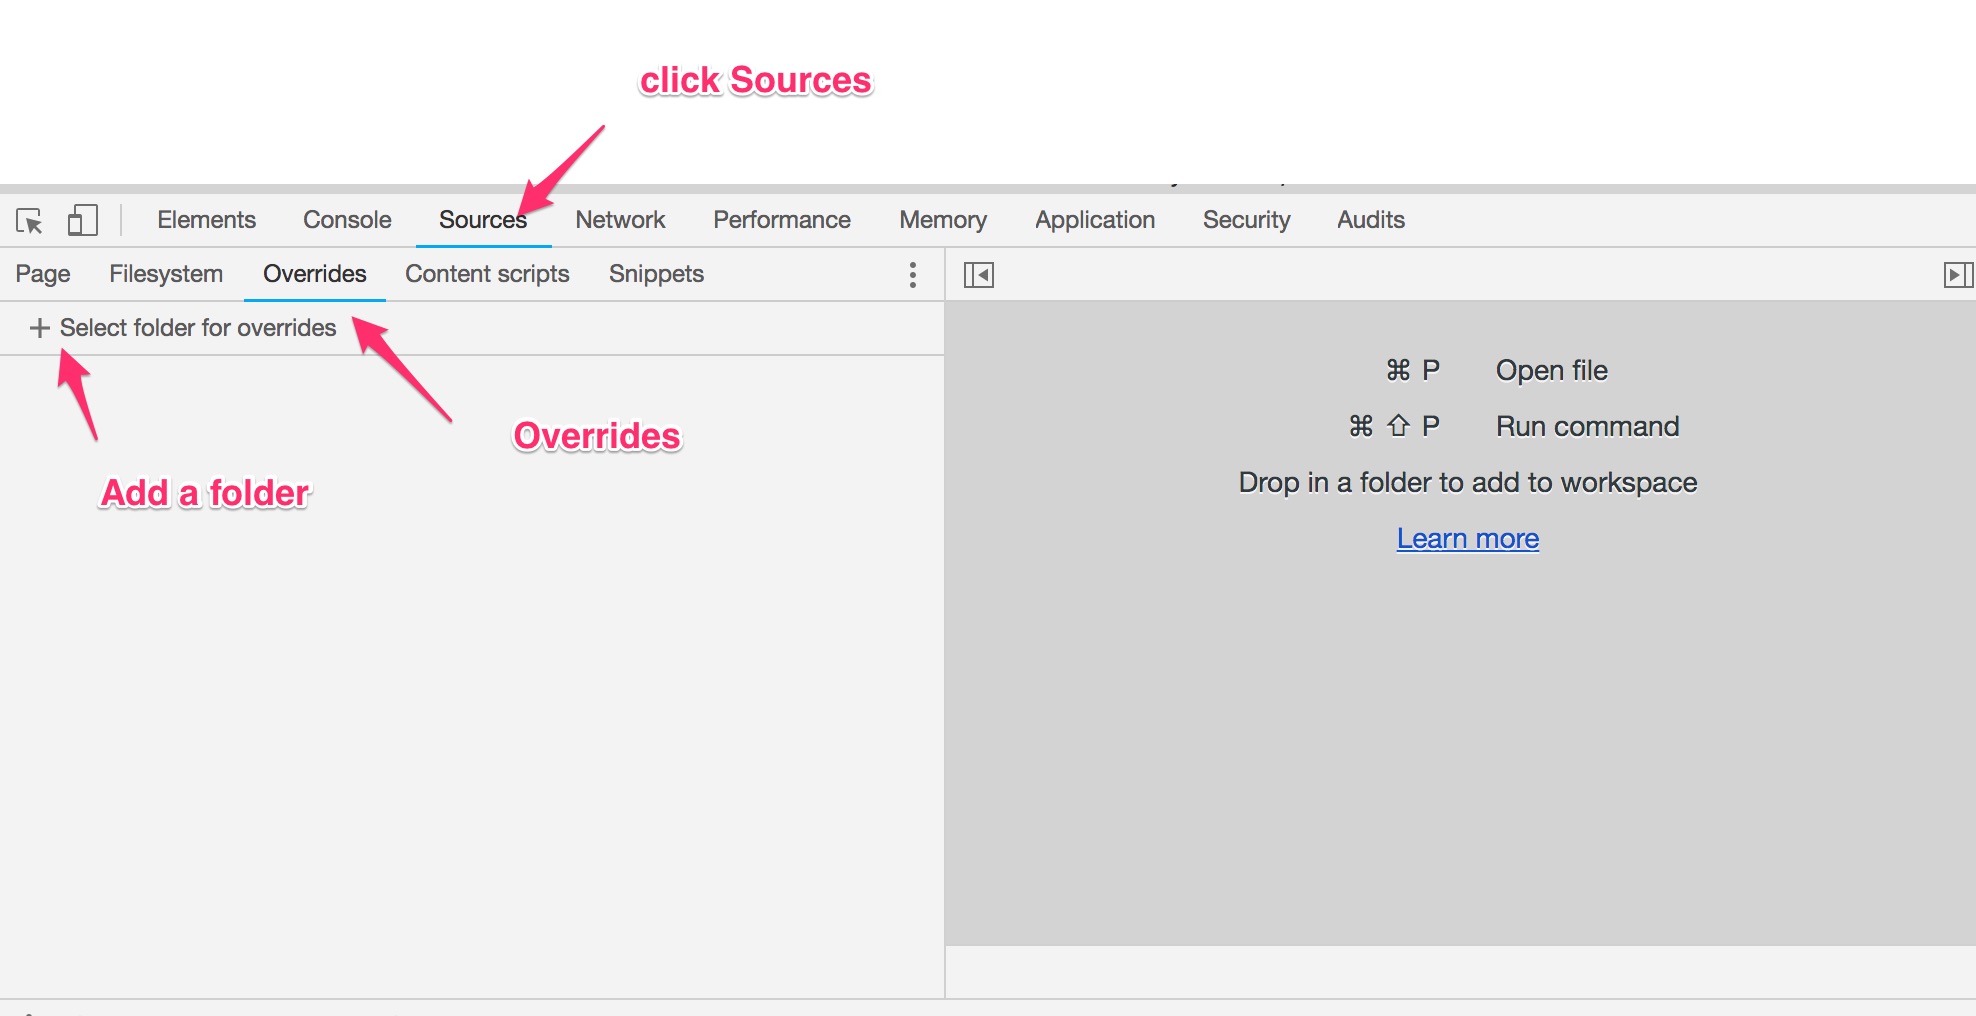 click Sources
Elements Console Sources Network Performance Memory Application Security Audits
Page Filesystem Overrides Content scripts Snippets
+ Select folder for overrides
Overrides
Add a folder
⌘ P Open file
⌘ ⇧ P Run command
Drop in a folder to add to workspace
Learn more